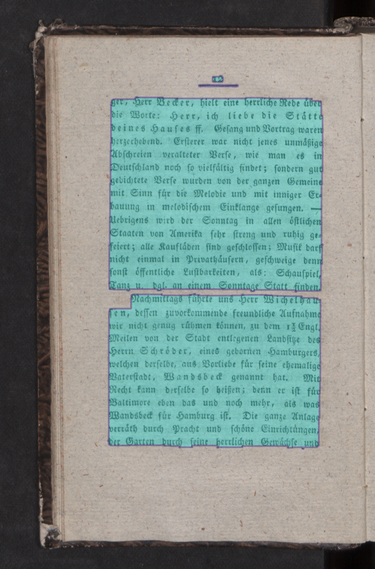 ger, Herr Becker, hielt eine herrliche Rede über
die Worte: Herr, ich liebe die Stätte
deines Hauses ff. Gesang und Vortrag waren
herzerhebend. Ersterer war nicht jenes unmäßige
Abschreien veralteter Verse, wie man es in
Deutschland noch so vielfältig findet; sondern gut
gedichtete Verse wurden von der ganzen Gemeine
mit Sinn für die Melodie und mit inniger Er-
bauung in melodischem Einklange gesungen. —
Uebrigens wird der Sonntag in allen östlichen
Staaten von Amerika sehr streng und ruhig ge-
feiert; alle Kaufläden sind geschlossen; Musik darf
nicht einmal in Privathäusern, geschweige denn
sonst öffentliche Lustbarkeiten, als: Schauspiel,
Tanz u. dgl. an einem Sonntage Statt finden.
Nachmittags führte uns Herr Wichelhau-
sen, dessen zuvorkommende freundliche Aufnahme
wir nicht genug rühmen können, zu dem 1½ Engl.
Meilen von der Stadt entlegenen Landsitze des
Herrn Schröder, eines gebornen Hamburgers,
welchen derselbe, aus Vorliebe für seine ehemalige
Vaterstadt, Wandsbeck genannt hat. Mit
Recht kann derselbe so heißen; denn er ist für
Baltimore eben das und noch mehr, als was
Wandsbeck für Hamburg ist. Die ganze Anlage
verräth durch Pracht und schöne Einrichtungen,
der Garten durch seine herrlichen Gewächse und